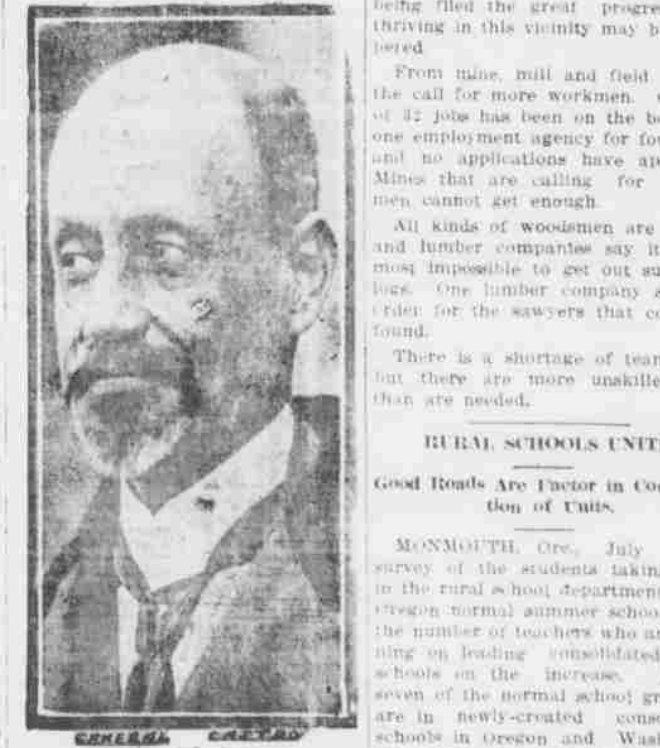 GENERAL CASTRO
being filed the great progre
thriving in this vicinity may b
bered
From mine, mill and field
the call for more workmen.
of 32 jobs has been on the b
one employment agency for fo
and no applications have ap
Mines that are calling for
men cannot get enough.
All kinds of woodsmen are
and lumber companies say it
most impossible to get out su
logs. One lumber company
order for the sawyers that co
found.
There is a shortage of team
but there are more unskille
than are needed.
RURAL SCHOOLS UNIT
Good Roads Are Factor in Co
tion of Units.
MONMOUTH, Ore., July
survey of the students takin
in the rural school department
Oregon normal summer schoo
the number of teachers who a
ning on leading consolidated
schools on the increase.
seven of the normal school gr
are in newly-created conso
schools in Oregon and Wash